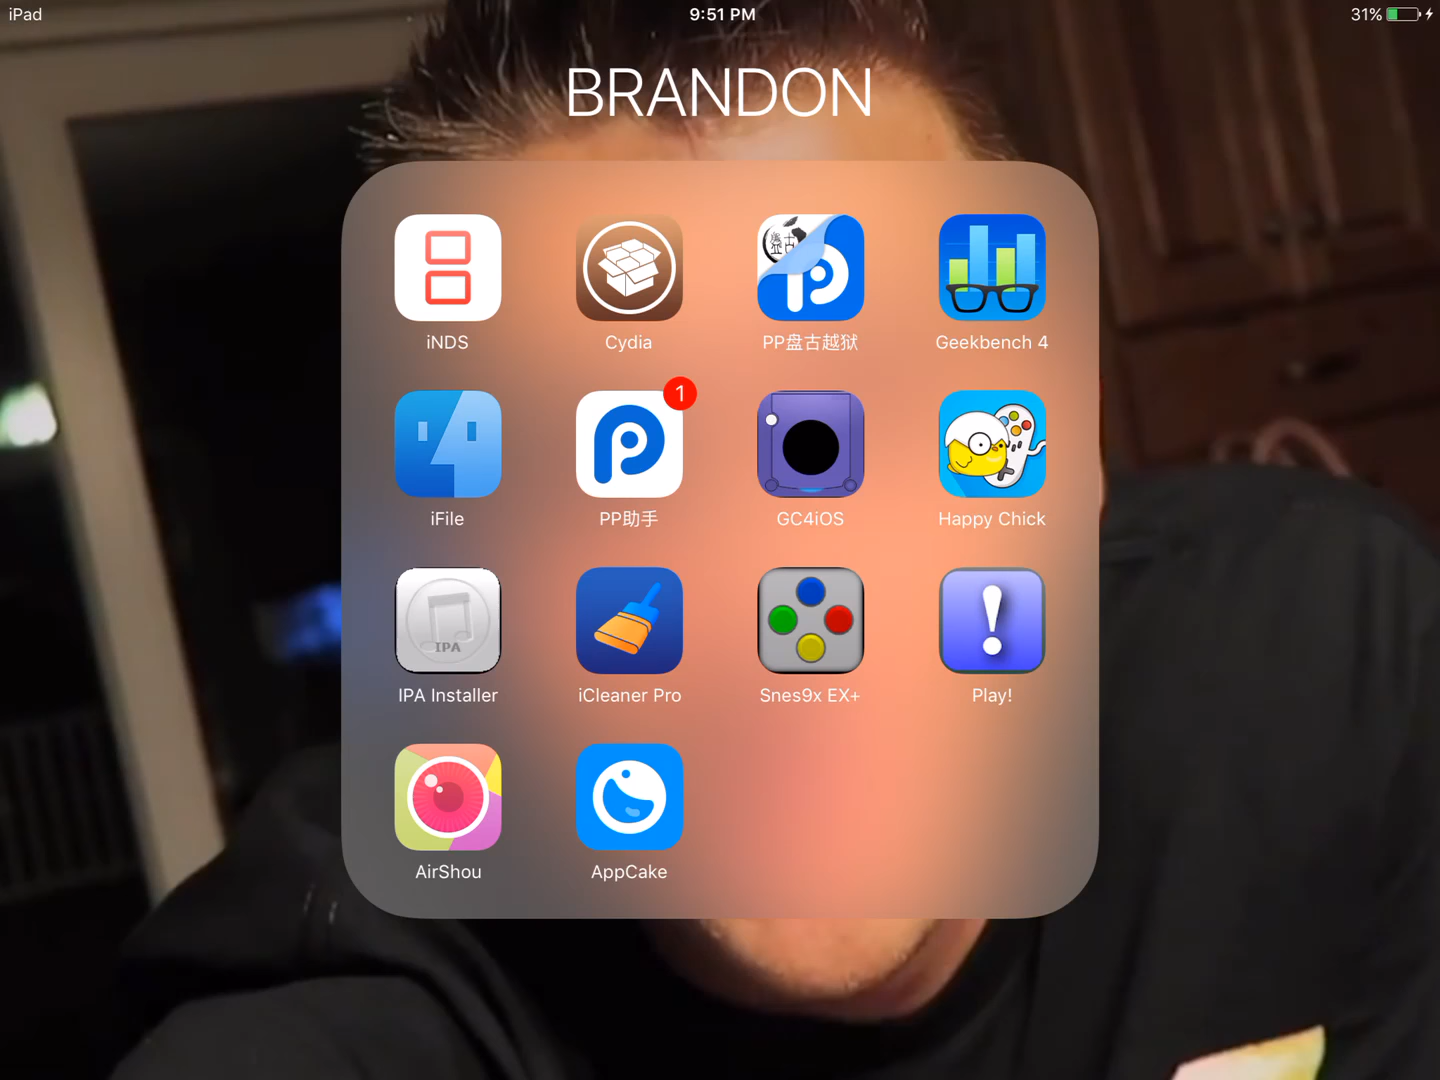 iPad
9:51 PM
31%
BRANDON
iNDS
Cydia
PP盘古越狱
Geekbench 4
1
iFile
PP助手
GC4iOS
Happy Chick
IPA
IPA Installer
iCleaner Pro
Snes9x EX+
Play!
AirShou
AppCake